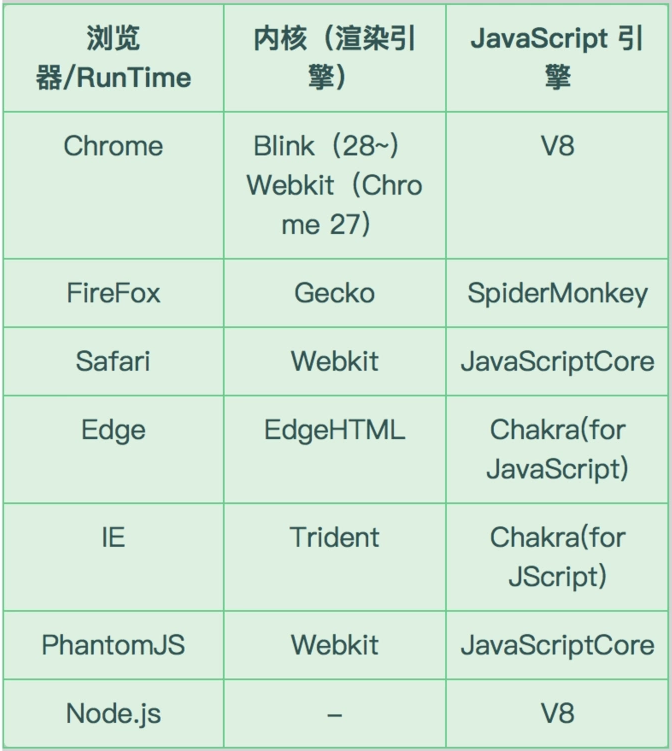 浏览
器/RunTime
内核（渲染引
擎）
JavaScript 引
擎
Chrome
Blink（28~）
Webkit（Chro
me 27）
V8
FireFox
Gecko
SpiderMonkey
Safari
Webkit
JavaScriptCore
Edge
EdgeHTML
Chakra(for
JavaScript)
IE
Trident
Chakra(for
JScript)
PhantomJS
Webkit
JavaScriptCore
Node.js
–
V8